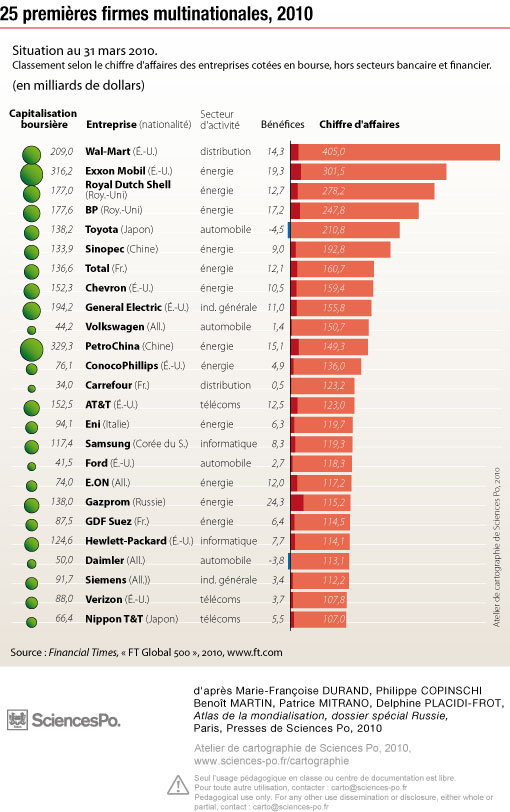 25 premières firmes multinationales, 2010
Situation au 31 mars 2010.
Classement selon le chiffre d'affaires des entreprises cotées en bourse, hors secteurs bancaire et financier.
(en milliards de dollars)
Capitalisation boursière Entreprise (nationalité) Secteur d'activité Bénéfices Chiffre d'affaires
209,0 Wal-Mart (É.-U.) distribution 14,3 405,0
316,2 Exxon Mobil (É.-U.) énergie 19,3 301,5
177,0 Royal Dutch Shell (Roy.-Uni) énergie 12,7 278,2
177,6 BP (Roy.-Uni) énergie 17,2 247,8
138,2 Toyota (Japon) automobile -4,5 210,8
133,9 Sinopec (Chine) énergie 9,0 192,8
136,6 Total (Fr.) énergie 12,1 160,7
152,3 Chevron (É.-U.) énergie 10,5 159,4
194,2 General Electric (É.-U.) ind. générale 11,0 155,8
44,2 Volkswagen (All.) automobile 1,4 150,7
329,3 PetroChina (Chine) énergie 15,1 149,3
76,1 ConocoPhillips (É.-U.) énergie 4,9 136,0
34,0 Carrefour (Fr.) distribution 0,5 123,2
152,5 AT&T (É.-U.) télécoms 12,5 123,0
94,1 Eni (Italie) énergie 6,3 119,7
117,4 Samsung (Corée du S.) informatique 8,3 119,3
41,5 Ford (É.-U.) automobile 2,7 118,3
74,0 E.ON (All.) énergie 12,0 117,2
138,0 Gazprom (Russie) énergie 24,3 115,2
87,5 GDF Suez (Fr.) énergie 6,4 114,5
124,6 Hewlett-Packard (É.-U.) informatique 7,7 114,1
50,0 Daimler (All.) automobile -3,8 113,1
91,7 Siemens (All.)) ind. générale 3,4 112,2
88,0 Verizon (É.-U.) télécoms 3,7 107,8
66,4 Nippon T&T (Japon) télécoms 5,5 107,0
Atelier de cartographie de Sciences Po, 2010
Source : Financial Times, « FT Global 500 », 2010, www.ft.com
SciencesPo.
d'après Marie-Françoise DURAND, Philippe COPINSCHI
Benoît MARTIN, Patrice MITRANO, Delphine PLACIDI-FROT,
Atlas de la mondialisation, dossier spécial Russie,
Paris, Presses de Sciences Po, 2010
Atelier de cartographie de Sciences Po, 2010,
www.sciences-po.fr/cartographie
Seul l'usage pédagogique en classe ou centre de documentation est libre.
Pour toute autre utilisation, contacter : carto@sciences-po.fr
Pedagogical use only. For any other use dissemination or disclosure, either whole or
partial, contact : carto@sciences-po.fr